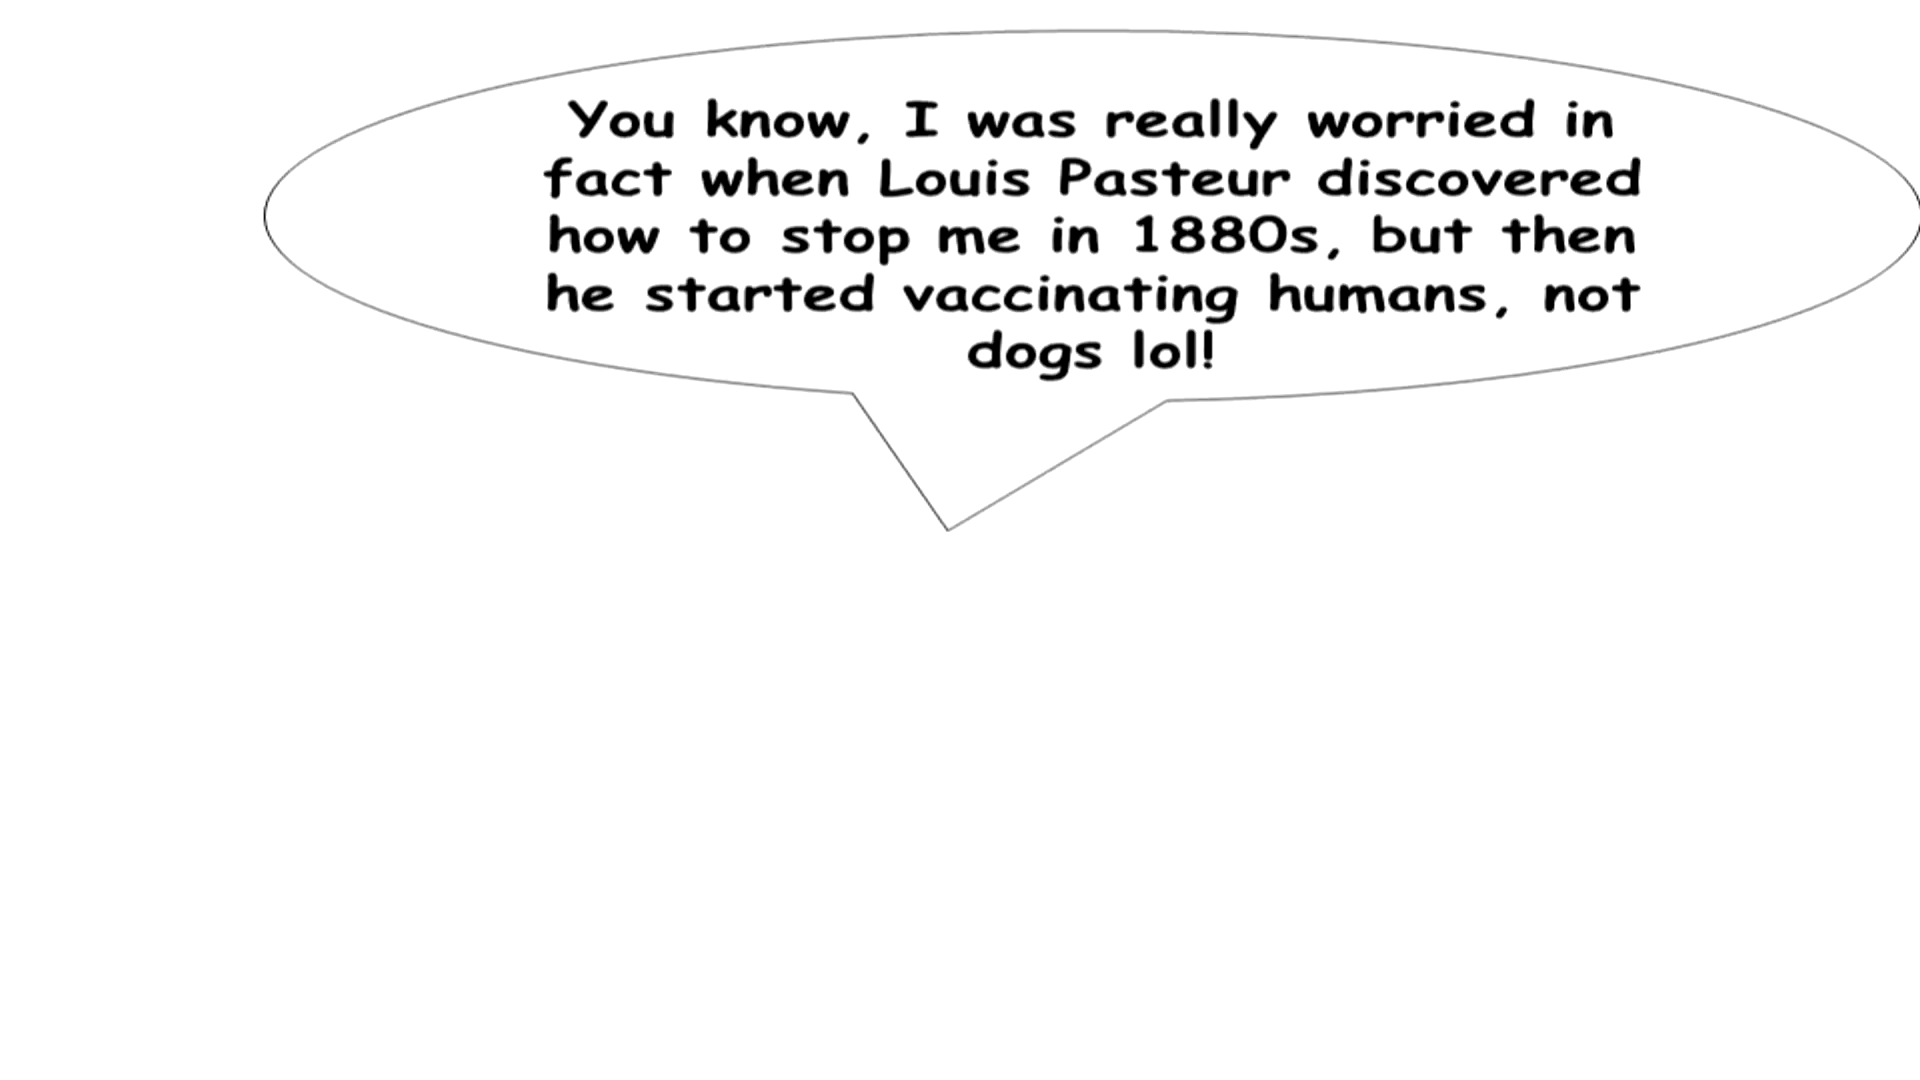 You know, I was really worried in
fact when Louis Pasteur discovered
how to stop me in 1880s, but then
he started vaccinating humans, not
dogs lol!